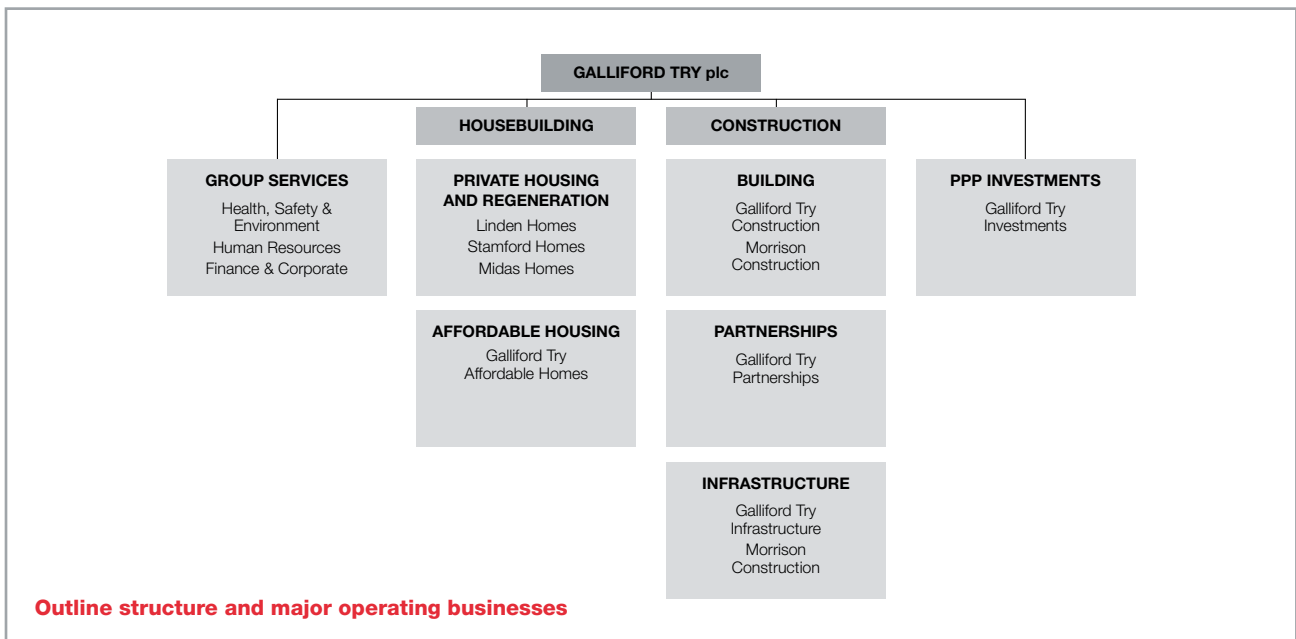 GALLIFORD TRY plc
HOUSEBUILDING
CONSTRUCTION
GROUP SERVICES
Health, Safety &
Environment
Human Resources
Finance & Corporate
PRIVATE HOUSING
AND REGENERATION
Linden Homes
Stamford Homes
Midas Homes
BUILDING
Galliford Try
Construction
Morrison
Construction
PPP INVESTMENTS
Galliford Try
Investments
AFFORDABLE HOUSING
Galliford Try
Affordable Homes
PARTNERSHIPS
Galliford Try
Partnerships
INFRASTRUCTURE
Galliford Try
Infrastructure
Morrison
Construction
Outline structure and major operating businesses